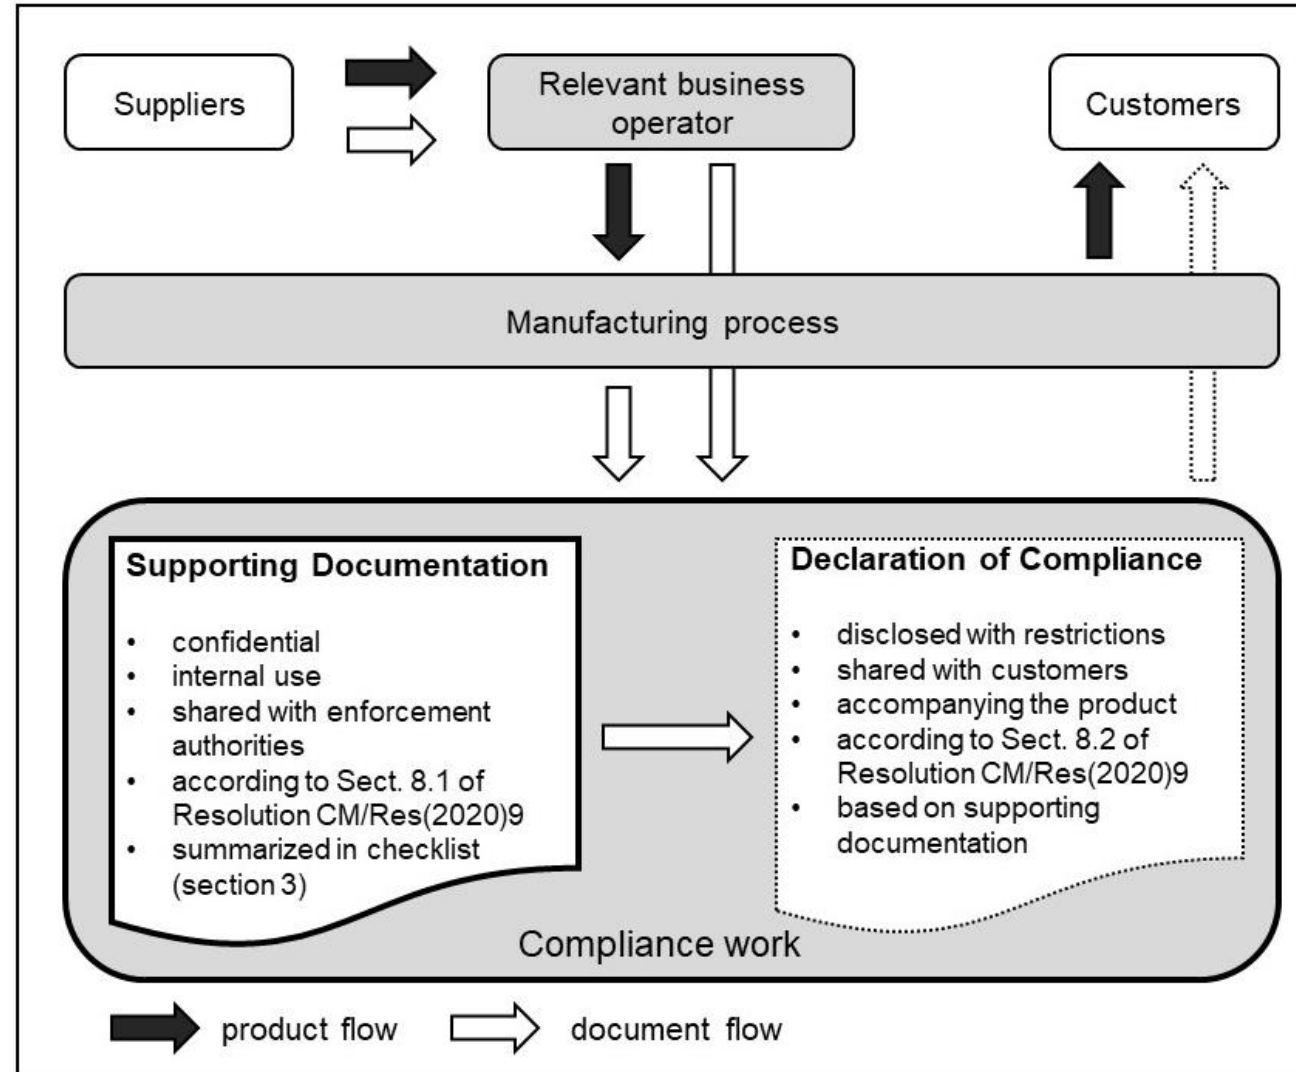 Suppliers
Relevant business
operator
Customers
Manufacturing process
Supporting Documentation
• confidential
• internal use
• shared with enforcement
authorities
• according to Sect. 8.1 of
Resolution CM/Res(2020)9
• summarized in checklist
(section 3)
Declaration of Compliance
• disclosed with restrictions
• shared with customers
• accompanying the product
• according to Sect. 8.2 of
Resolution CM/Res(2020)9
• based on supporting
documentation
Compliance work
product flow
document flow